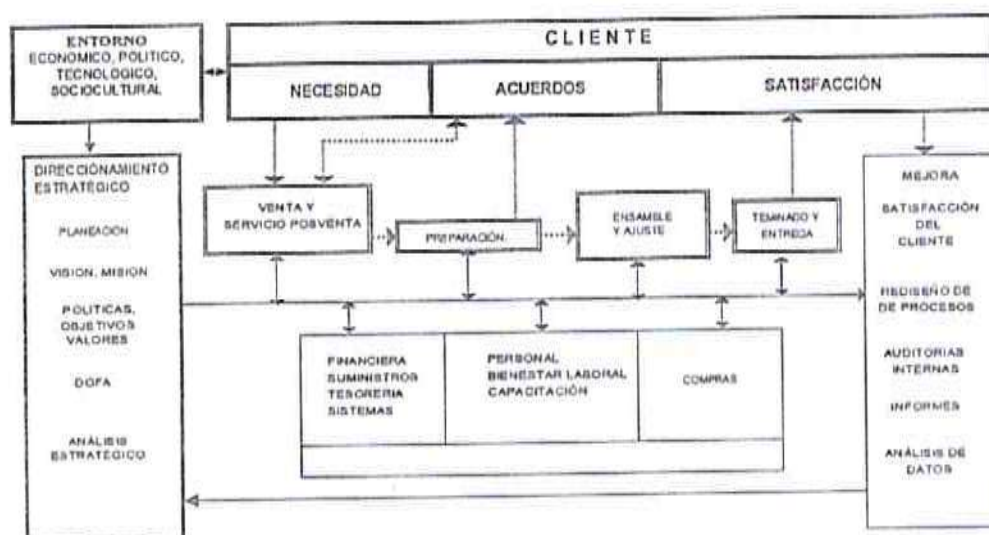 ENTORNO
ECONOMICO, POLITICO,
TECNOLOGICO,
SOCIOCULTURAL
CLIENTE
NECESIDAD
ACUERDOS
SATISFACCIÓN
DIRECCIONAMIENTO
ESTRATÉGICO
PLANEACION
VISION, MISION
POLITICAS,
OBJETIVOS
VALORES
DOFA
ANÁLISIS
ESTRATÉGICO
VENTA Y
SERVICIO POSVENTA
PREPARACIÓN.
ENSAMBLE
Y AJUSTE
TEMNADO Y
ENTREGA
FINANCIERA
SUMINISTROS
TESORERIA
SISTEMAS
PERSONAL
BIENESTAR LABORAL
CAPACITACIÓN
COMPRAS
MEJORA
SATISFACCIÓN
DEL
CLIENTE
REDISEÑO DE
DE PROCESOS
AUDITORIAS
INTERNAS
INFORMES
ANÁLISIS DE
DATOS